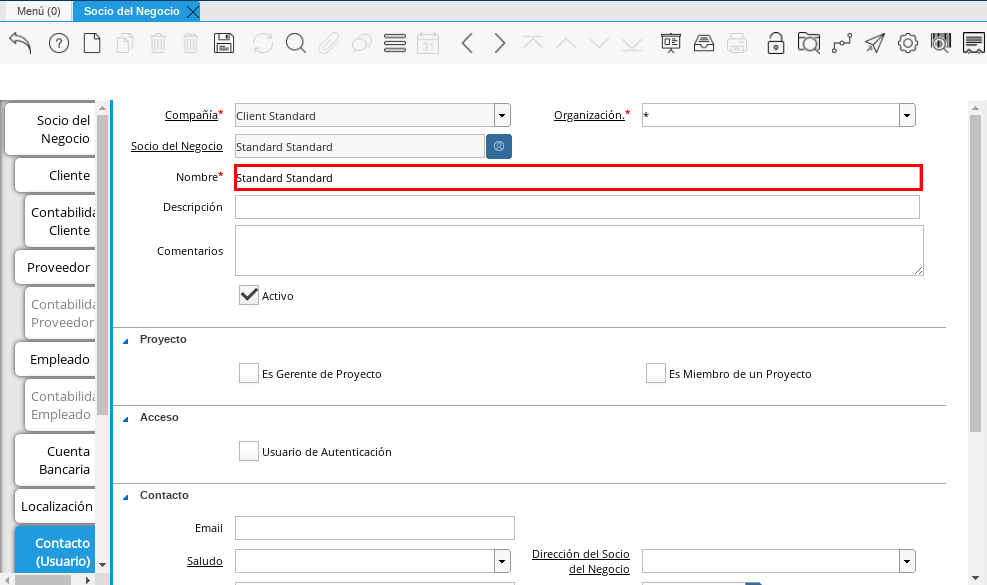 Menú (0)
Socio del Negocio
31
Socio del
Negocio
Cliente
Contabilida
Cliente
Proveedor
Contabilida
Proveedor
Empleado
Contabilida
Empleado
Cuenta
Bancaria
Localización
Contacto
(Usuario)
Compañía* Client Standard
Organización.* *
Socio del Negocio Standard Standard
Nombre* Standard Standard
Descripción
Comentarios
Activo
Proyecto
Es Gerente de Proyecto
Es Miembro de un Proyecto
Acceso
Usuario de Autenticación
Contacto
Email
Saludo
Dirección del Socio
del Negocio